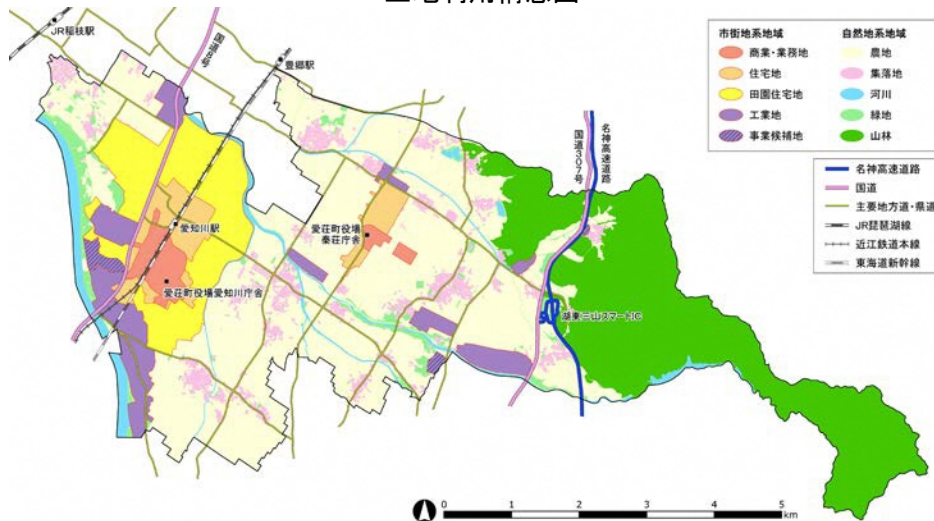 JR稲枝駅
国道8号
豊郷駅
市街地系地域
商業・業務地
住宅地
田園住宅地
工業地
事業候補地
自然地系地域
農地
集落地
河川
緑地
山林
名神高速道路
国道
主要地方道・県道
JR琵琶湖線
近江鉄道本線
東海道新幹線
国道307号
名神高速道路
愛知川駅
愛荘町役場
秦荘庁舎
愛荘町役場愛知川庁舎
湖東三山スマートIC
0 1 2 3 4 5
km